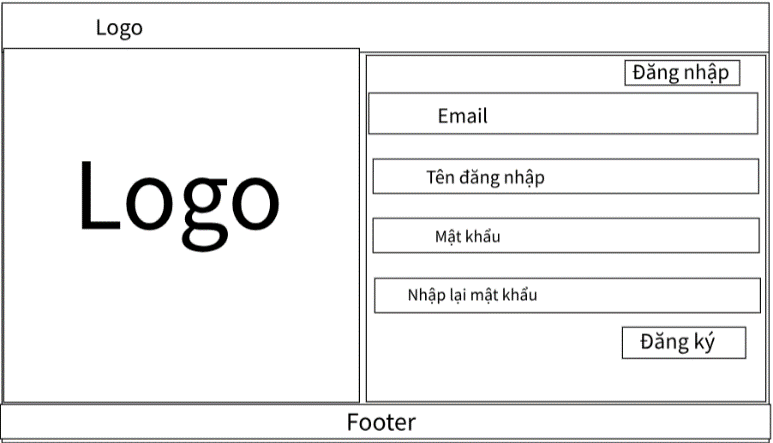 Logo
Logo
Đăng nhập
Email
Tên đăng nhập
Mật khẩu
Nhập lại mật khẩu
Đăng ký
Footer